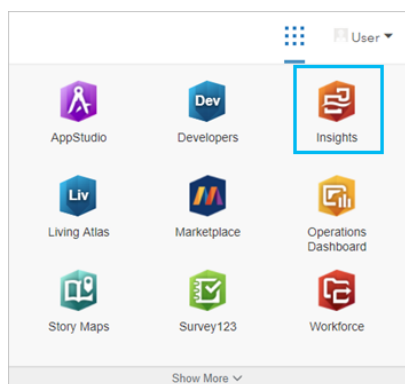 User
Dev
AppStudio Developers Insights
Liv
Living Atlas Marketplace Operations
Dashboard
Story Maps Survey123 Workforce
Show More